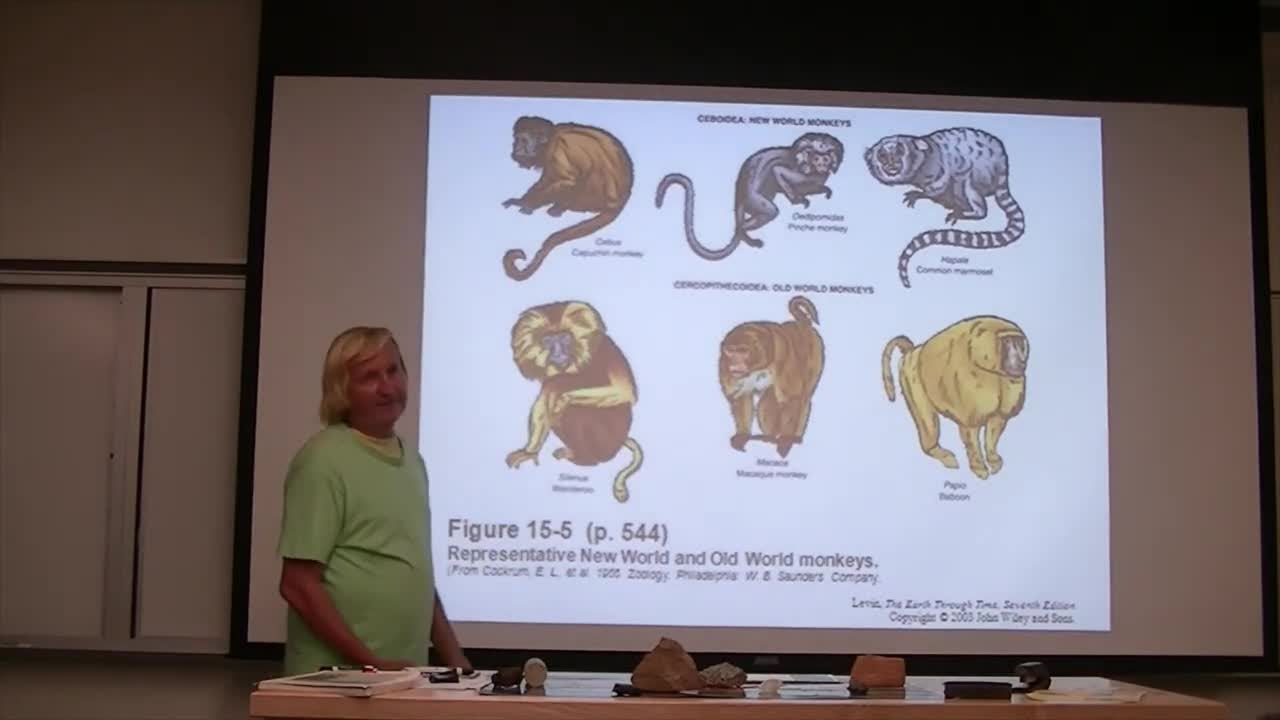 CEBOIDEA: NEW WORLD MONKEYS
Cebus
Capuchin monkey
Oedipomidas
Pinche monkey
Hapale
Common marmoset
CERCOPITHECOIDEA: OLD WORLD MONKEYS
Silenus
Wanderoo
Macaca
Macaque monkey
Papio
Baboon
Figure 15-5 (p. 544)
Representative New World and Old World monkeys.
(From Cockrum, E. L. et al. 1966. Zoology. Philadelphia: W. B. Saunders Company.
Levin, The Earth Through Time, Seventh Edition
Copyright © 2003 John Wiley and Sons.